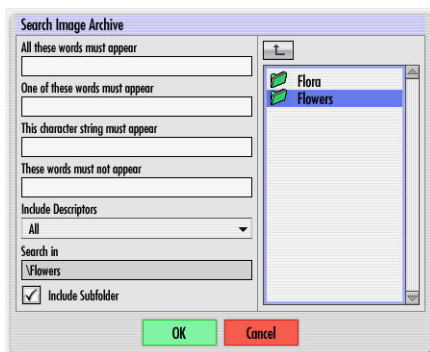 Search Image Archive
All these words must appear
One of these words must appear
This character string must appear
These words must not appear
Include Descriptors
All
Search in
\Flowers
Include Subfolder
Flora
Flowers
OK
Cancel